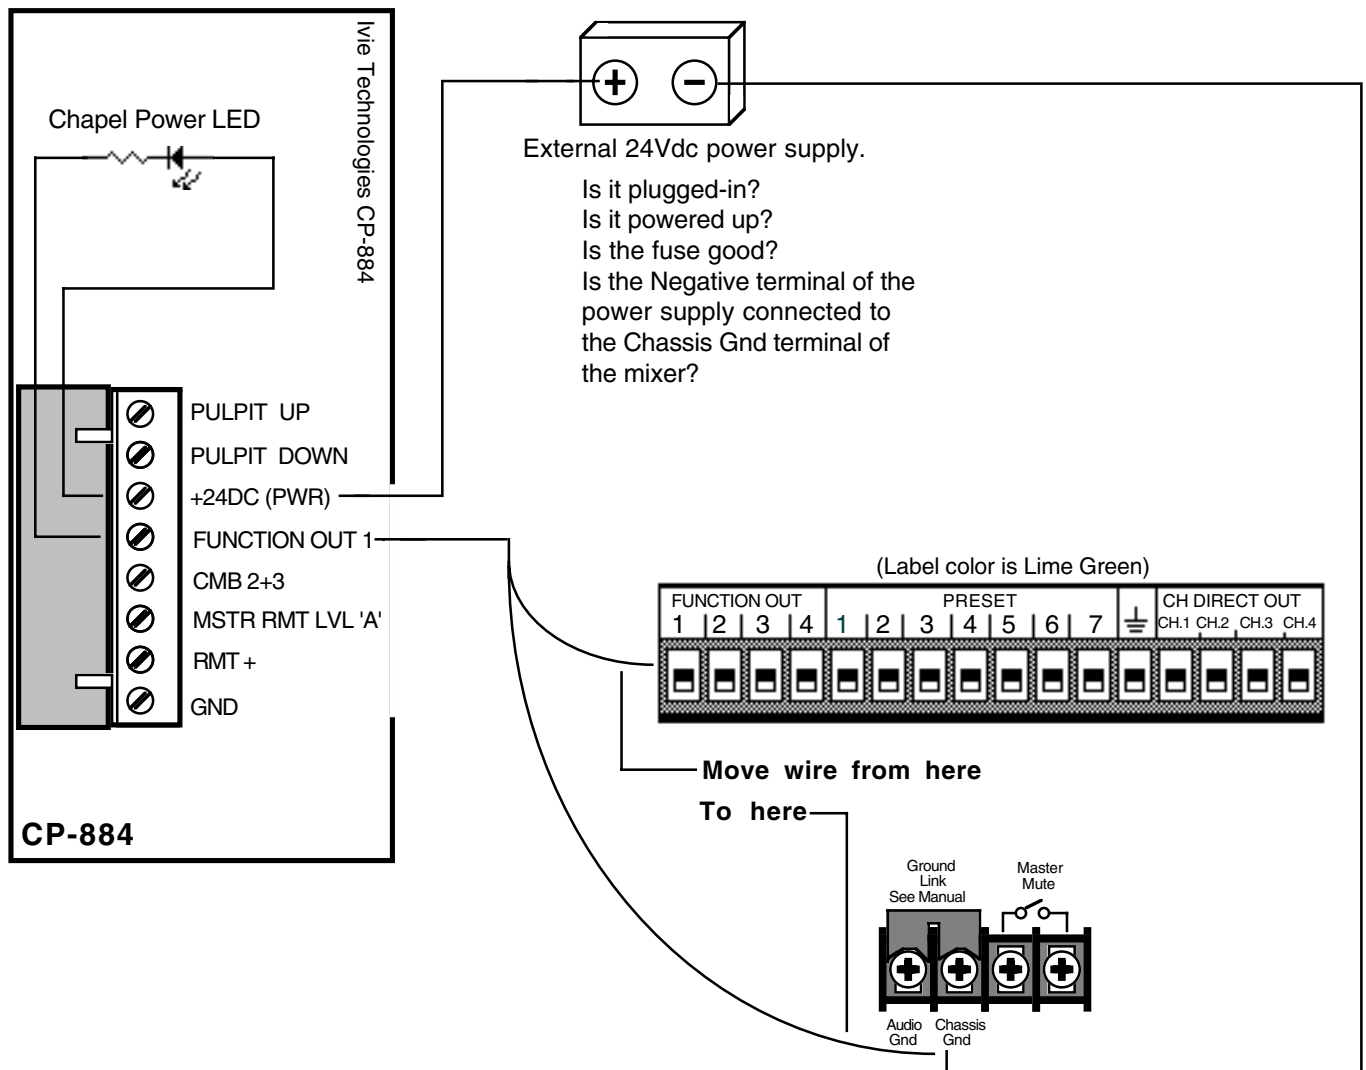 Ivie Technologies CP-884
Chapel Power LED
External 24Vdc power supply.
Is it plugged-in?
Is it powered up?
Is the fuse good?
Is the Negative terminal of the
power supply connected to
the Chassis Gnd terminal of
the mixer?
PULPIT UP
PULPIT DOWN
+24DC (PWR)
FUNCTION OUT 1
CMB 2+3
MSTR RMT LVL 'A'
RMT +
GND
CP-884
(Label color is Lime Green)
FUNCTION OUT PRESET CH DIRECT OUT
1 2 3 4 1 2 3 4 5 6 7 CH.1 CH.2 CH.3 CH.4
Move wire from here
To here
Ground
Link
See Manual
Master
Mute
Audio
Gnd
Chassis
Gnd